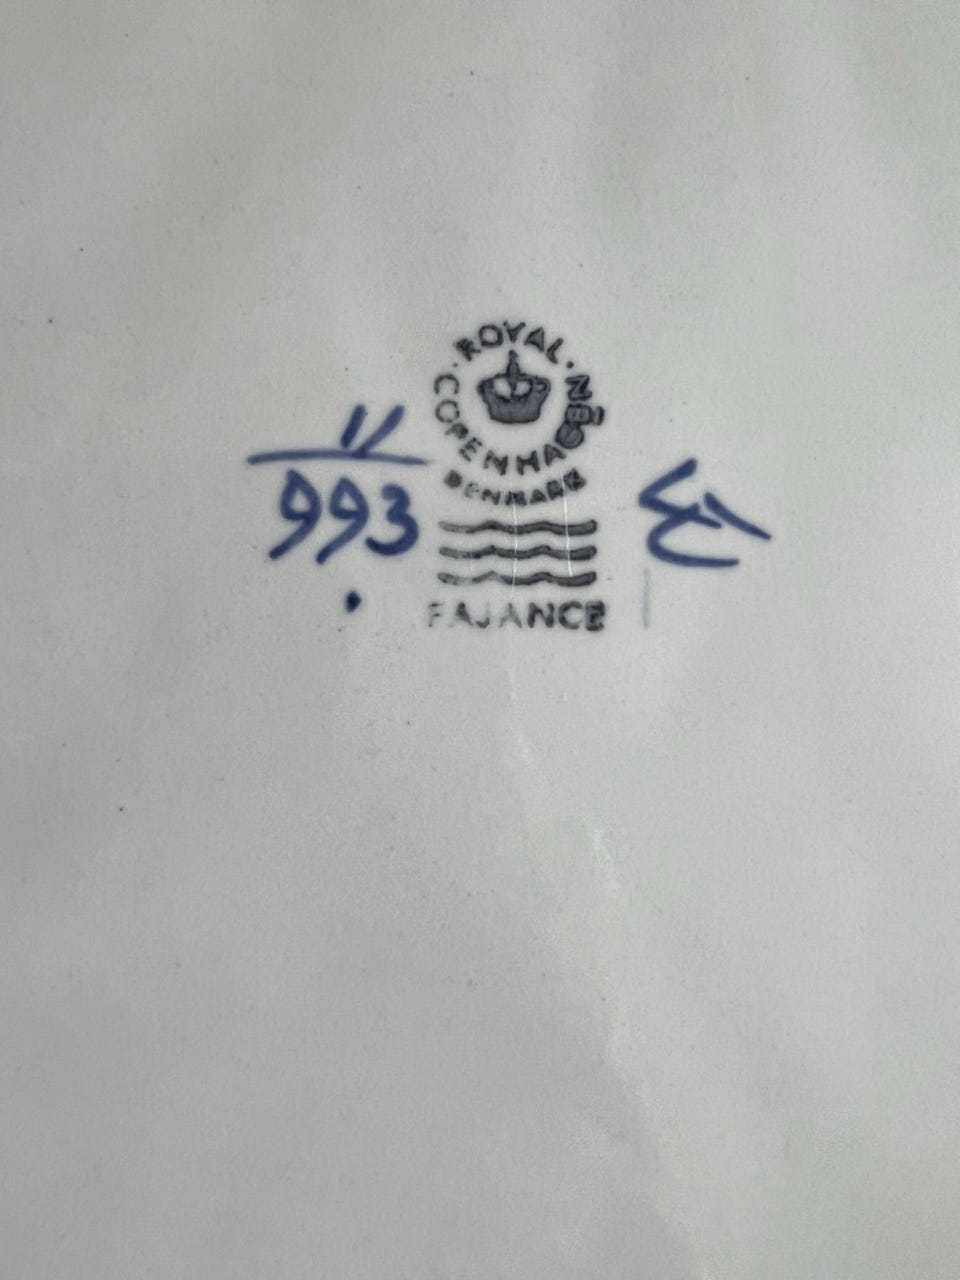 ROYAL COPENHAGEN
DENMARK
FAJANCE
11
993